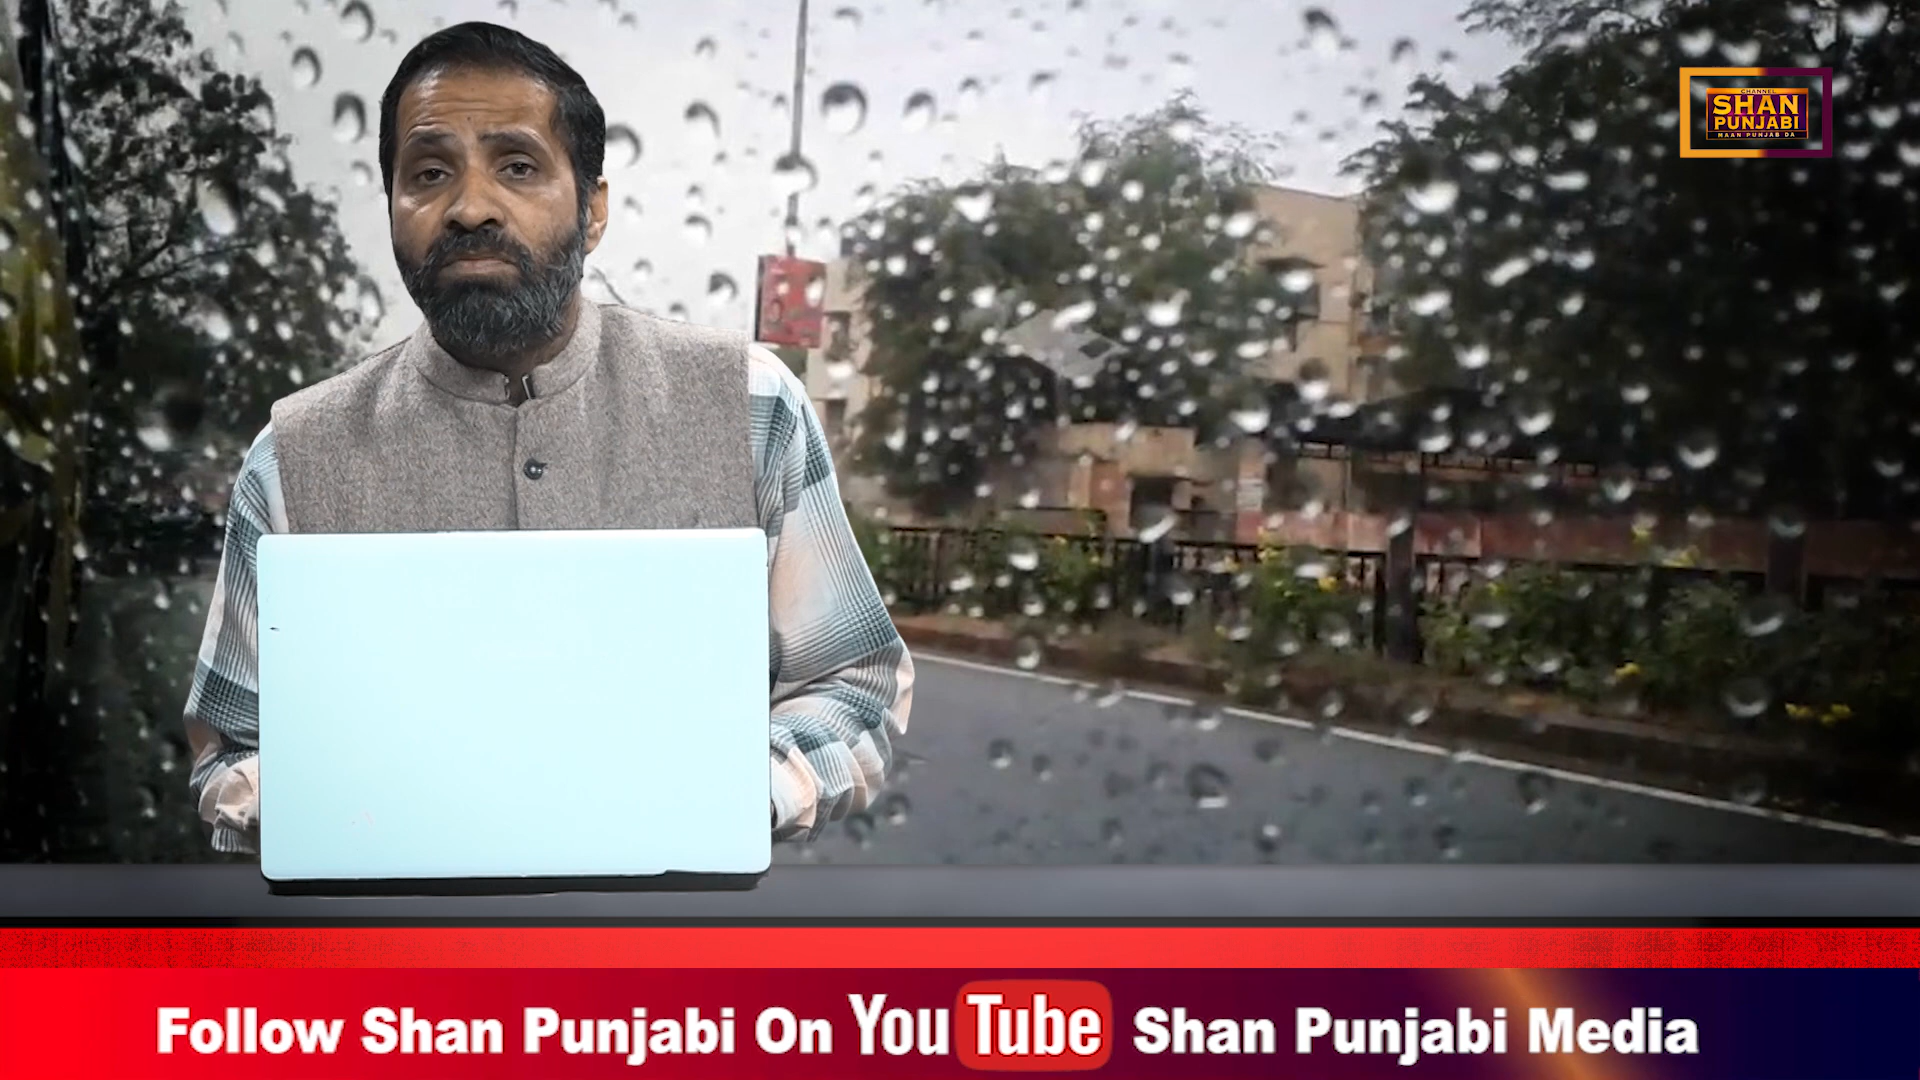 CHANNEL
SHAN
PUNJABI
MAAN PUNJAB DA
Follow Shan Punjabi On YouTube Shan Punjabi Media